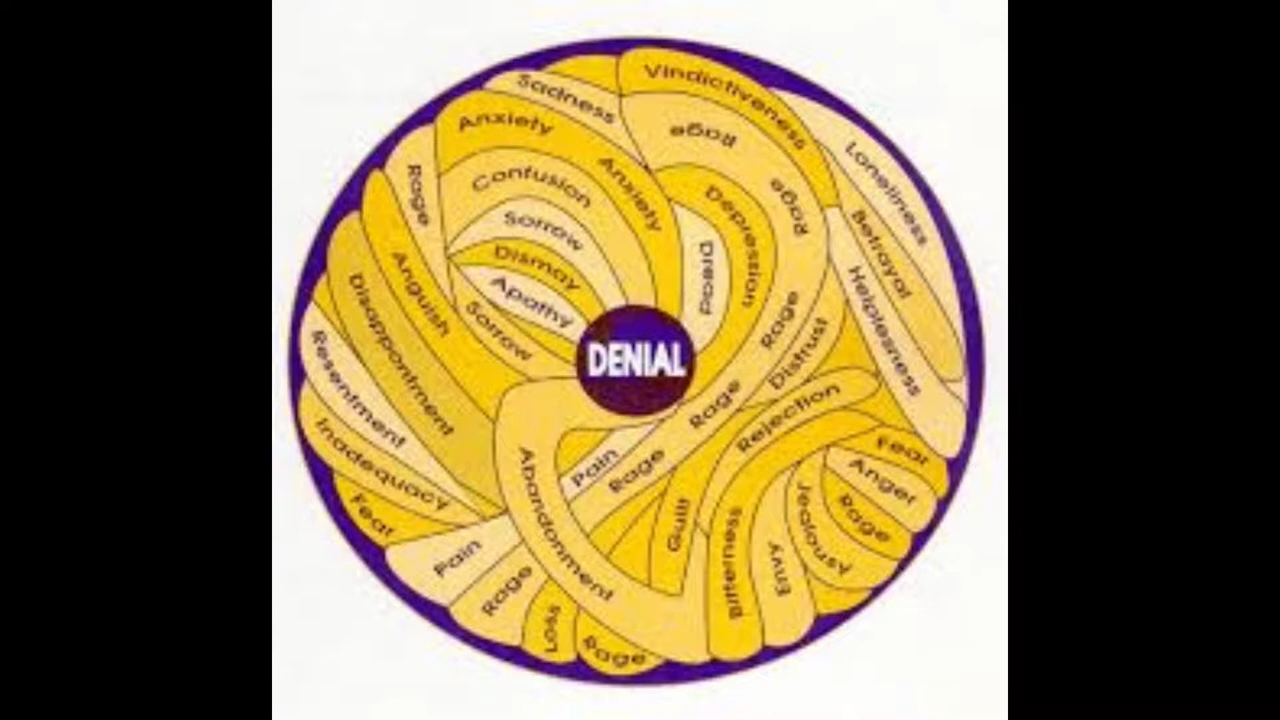 Vindictiveness
Sadness
Anxiety
Rage
Loneliness
Anxiety
Confusion
Rage
Rage
Depression
Sorrow
Betrayal
Dismay
Dread
Anguish
Apathy
Helplesness
Disappontment
Sorrow
Rage
DENIAL
Distrust
Resentment
Rage
Rejection
Inadequacy
Pain
Rage
Fear
Anger
Fear
Abandonment
Guilt
Jealousy
Rage
Pain
Bitterness
Envy
Rage
Loss
Rage